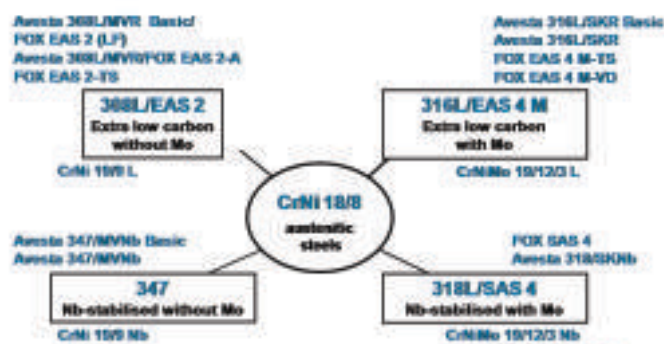 Avesta 308L/MVR Basic/
FOX EAS 2 (LF)
Avesta 308L/MVR/FOX EAS 2-A
FOX EAS 2-TS
308L/EAS 2
Extra low carbon
without Mo
CrNi 19/9 L
Avesta 316L/SKR Basic
Avesta 316L/SKR
FOX EAS 4 M-TS
FOX EAS 4 M-VD
316L/EAS 4 M
Extra low carbon
with Mo
CrNiMo 19/12/3 L
CrNi 18/8
austenitic
steels
Avesta 347/MVNb Basic
Avesta 347/MVNb
347
Nb-stabilised without Mo
CrNi 19/9 Nb
FOX SAS 4
Avesta 318/SKNb
318L/SAS 4
Nb-stabilised with Mo
CrNiMo 19/12/3 Nb